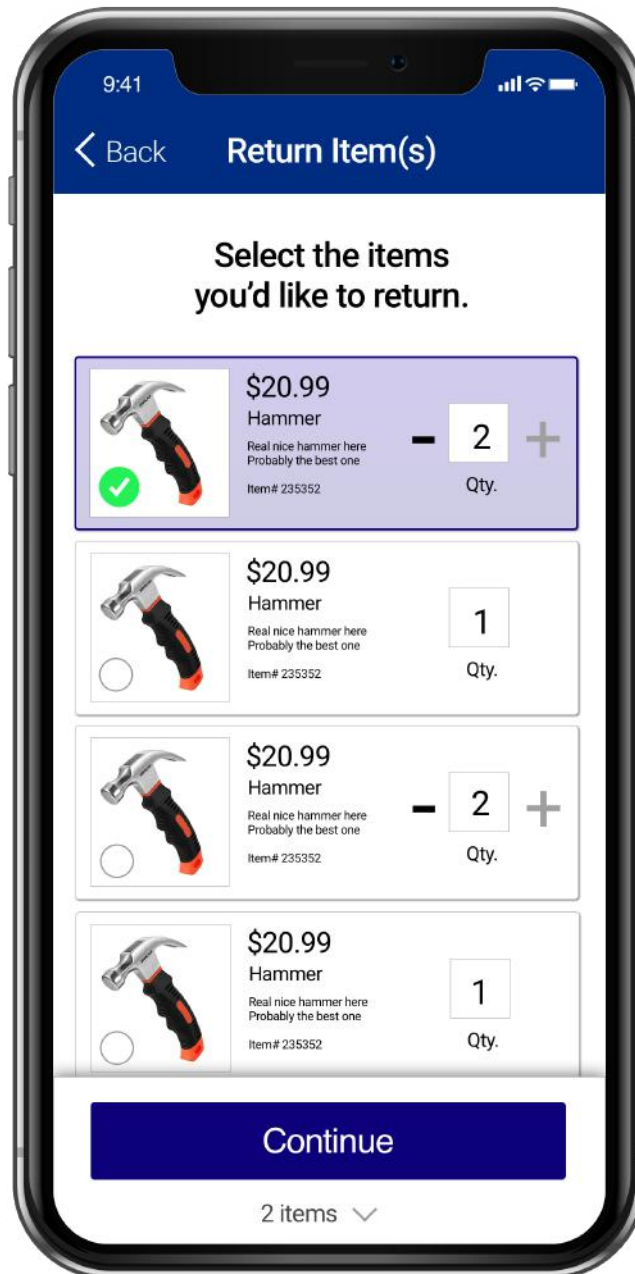 9:41
Back
Return Item(s)
Select the items
you'd like to return.
$20.99
Hammer
Real nice hammer here
Probably the best one
Item# 235352
- 2 +
Qty.
$20.99
Hammer
Real nice hammer here
Probably the best one
Item# 235352
1
Qty.
$20.99
Hammer
Real nice hammer here
Probably the best one
Item# 235352
- 2 +
Qty.
$20.99
Hammer
Real nice hammer here
Probably the best one
Item# 235352
1
Qty.
Continue
2 items